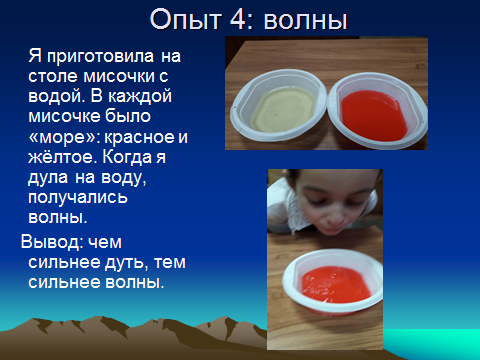 Опыт 4: волны
Я приготовила на
столе мисочки с
водой. В каждой
мисочке было
«море»: красное и
жёлтое. Когда я
дула на воду,
получались
волны.
Вывод: чем
сильнее дуть, тем
сильнее волны.